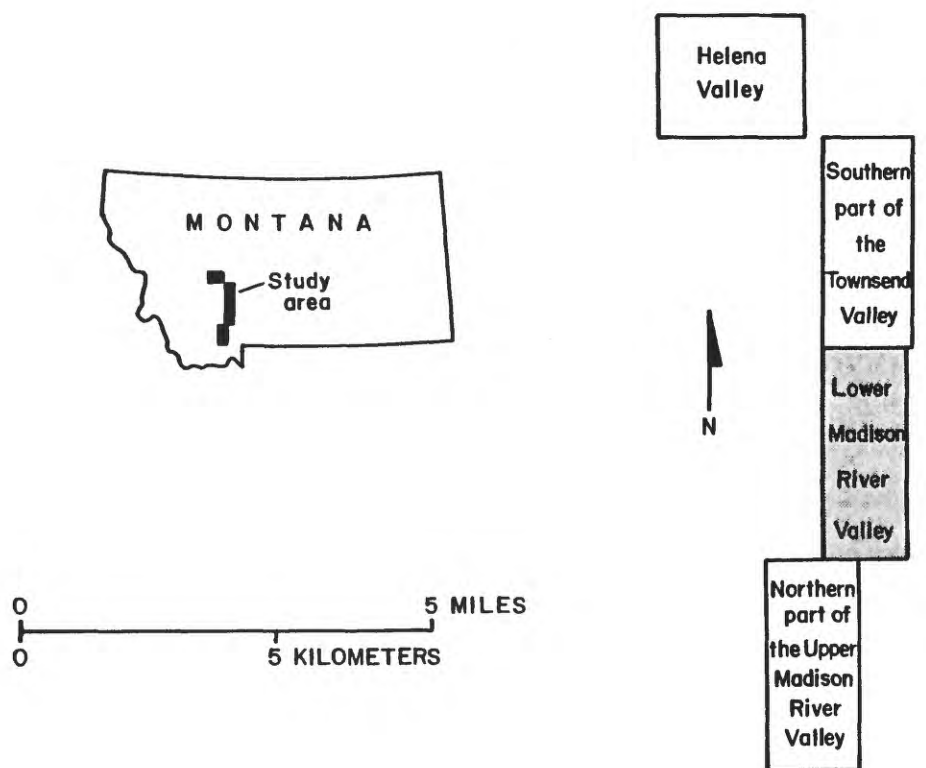 Helena
Valley
MONTANA
Study
area
Southern
part of
the
Townsend
Valley
Lower
Madison
River
Valley
N
Northern
part of
the Upper
Madison
River
Valley
0 5 MILES
0 5 KILOMETERS